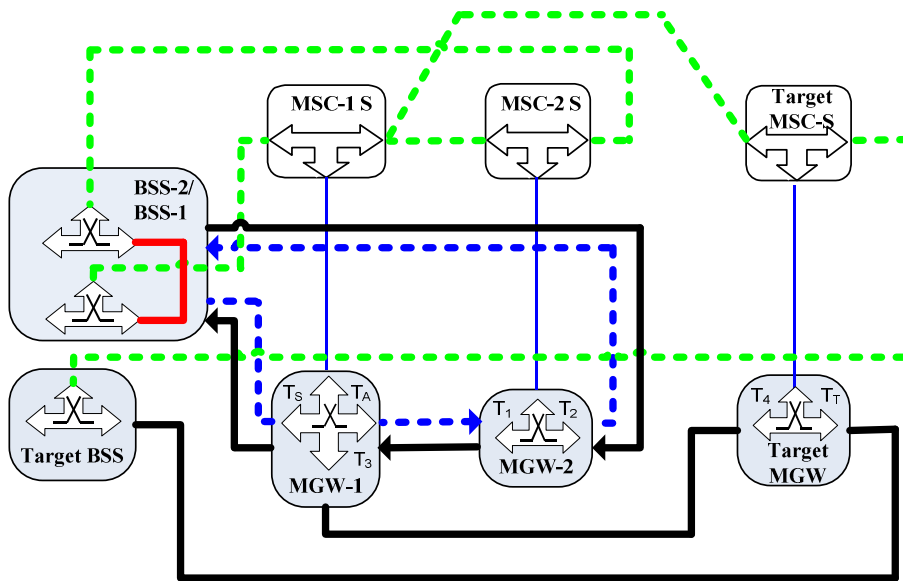 MSC-1 S
MSC-2 S
Target
MSC-S
BSS-2/
BSS-1
Target BSS
TS
TA
T3
MGW-1
T1
T2
MGW-2
T4
TT
Target
MGW